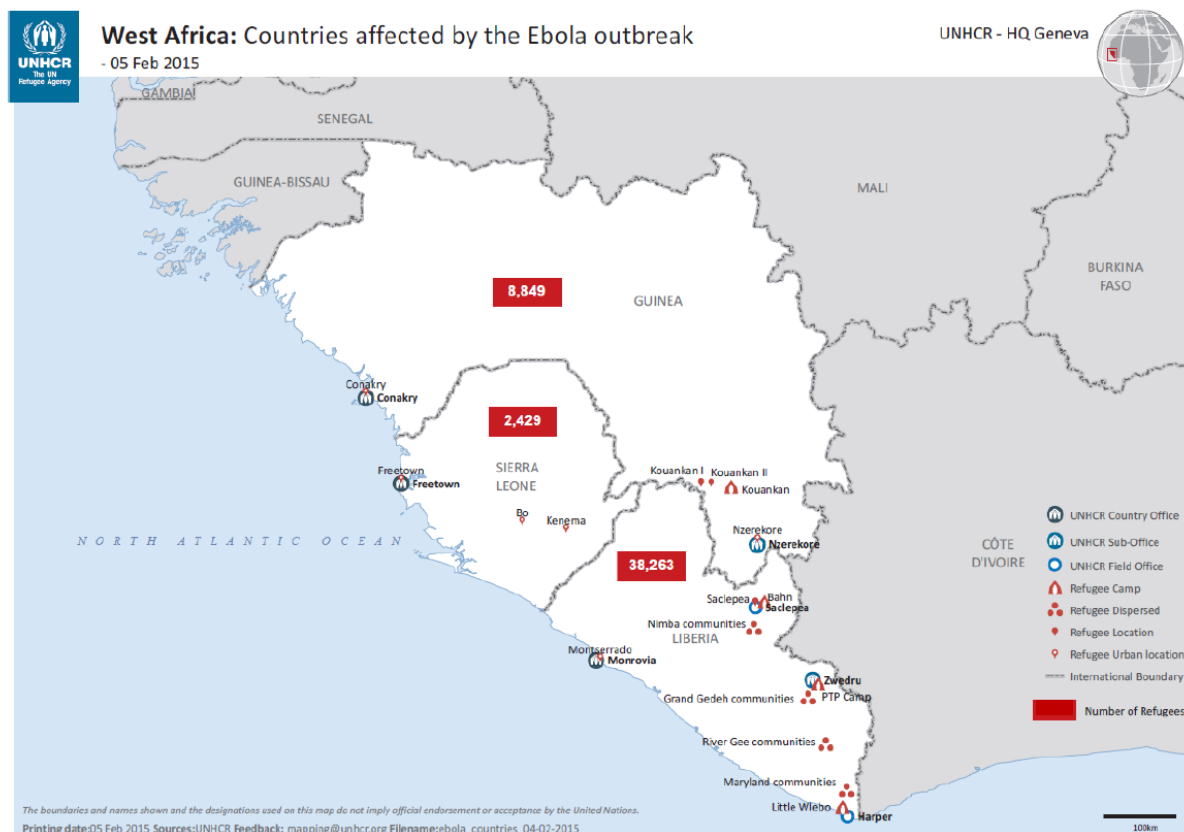 UNHCR
The UN
Refugee Agency
West Africa: Countries affected by the Ebola outbreak
- 05 Feb 2015
UNHCR - HQ Geneva
GAMBIA
SENEGAL
GUINEA-BISSAU
MALI
BURKINA
FASO
8,849
GUINEA
Conakry
Conakry
2,429
Freetown
Freetown
SIERRA
LEONE
Bo
Kenema
Kouankan I
Kouankan II
Kouankan
Nzerekore
Nzerekore
NORTH ATLANTIC OCEAN
38,263
CÔTE
D'IVOIRE
Saclepea
Bahn
Saclepea
Nimba communities
LIBERIA
Montserrado
Monrovia
Zwedru
PTP Camp
Grand Gedeh communities
River Gee communities
Maryland communities
Little Wlebo
Harper
UNHCR Country Office
UNHCR Sub-Office
UNHCR Field Office
Refugee Camp
Refugee Dispersed
Refugee Location
Refugee Urban location
International Boundary
Number of Refugees
The boundaries and names shown and the designations used on this map do not imply official endorsement or acceptance by the United Nations.
Printing date:05 Feb 2015 Sources:UNHCR Feedback: mapping@unhcr.org Filename:ebola_countries_04-02-2015
100km